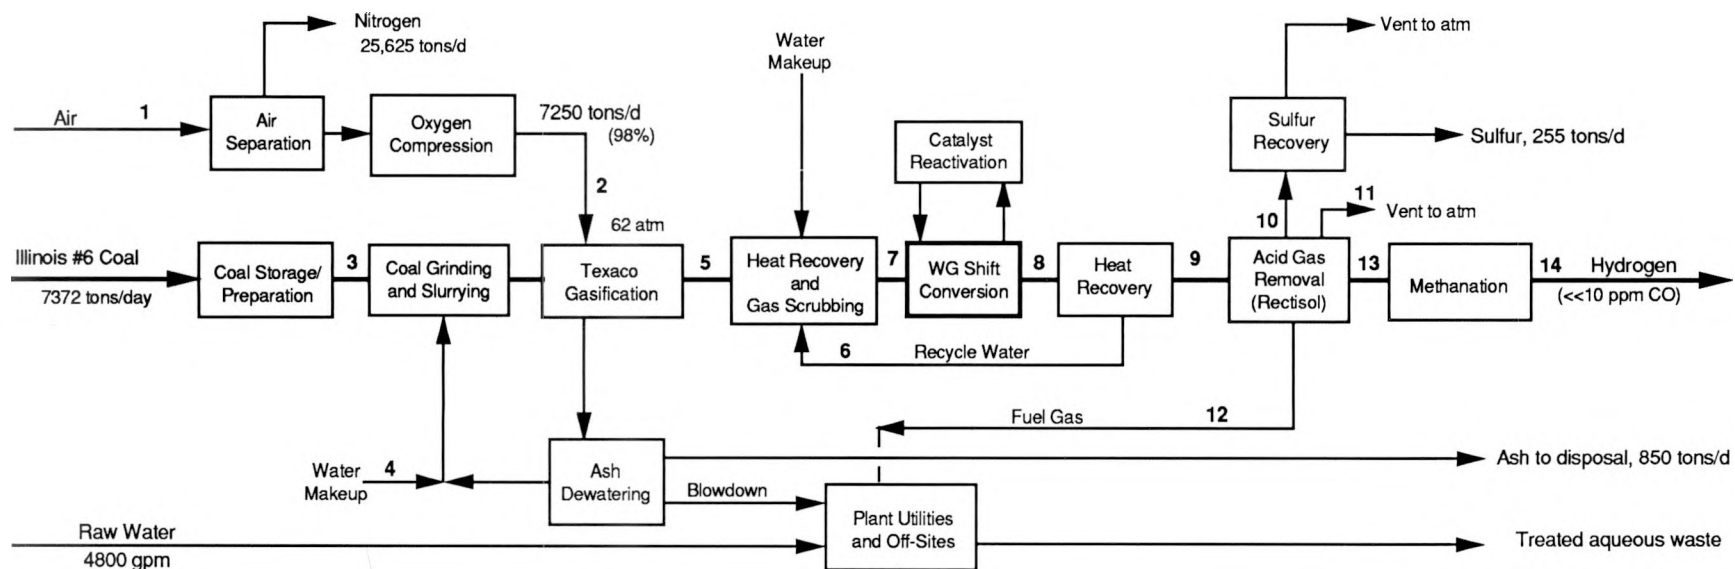 Nitrogen
25,625 tons/d
Air
1
Air
Separation
Oxygen
Compression
7250 tons/d
(98%)
2
Water
Makeup
Catalyst
Reactivation
Vent to atm
Sulfur
Recovery
Sulfur, 255 tons/d
10
11
Vent to atm
62 atm
Illinois #6 Coal
7372 tons/day
Coal Storage/
Preparation
3
Coal Grinding
and Slurrying
Texaco
Gasification
5
Heat Recovery
and
Gas Scrubbing
7
WG Shift
Conversion
8
Heat
Recovery
9
Acid Gas
Removal
(Rectisol)
13
Methanation
14
Hydrogen
(<<10 ppm CO)
6
Recycle Water
Fuel Gas
12
Water
Makeup
4
Ash
Dewatering
Ash to disposal, 850 tons/d
Blowdown
Plant Utilities
and Off-Sites
Raw Water
4800 gpm
Treated aqueous waste